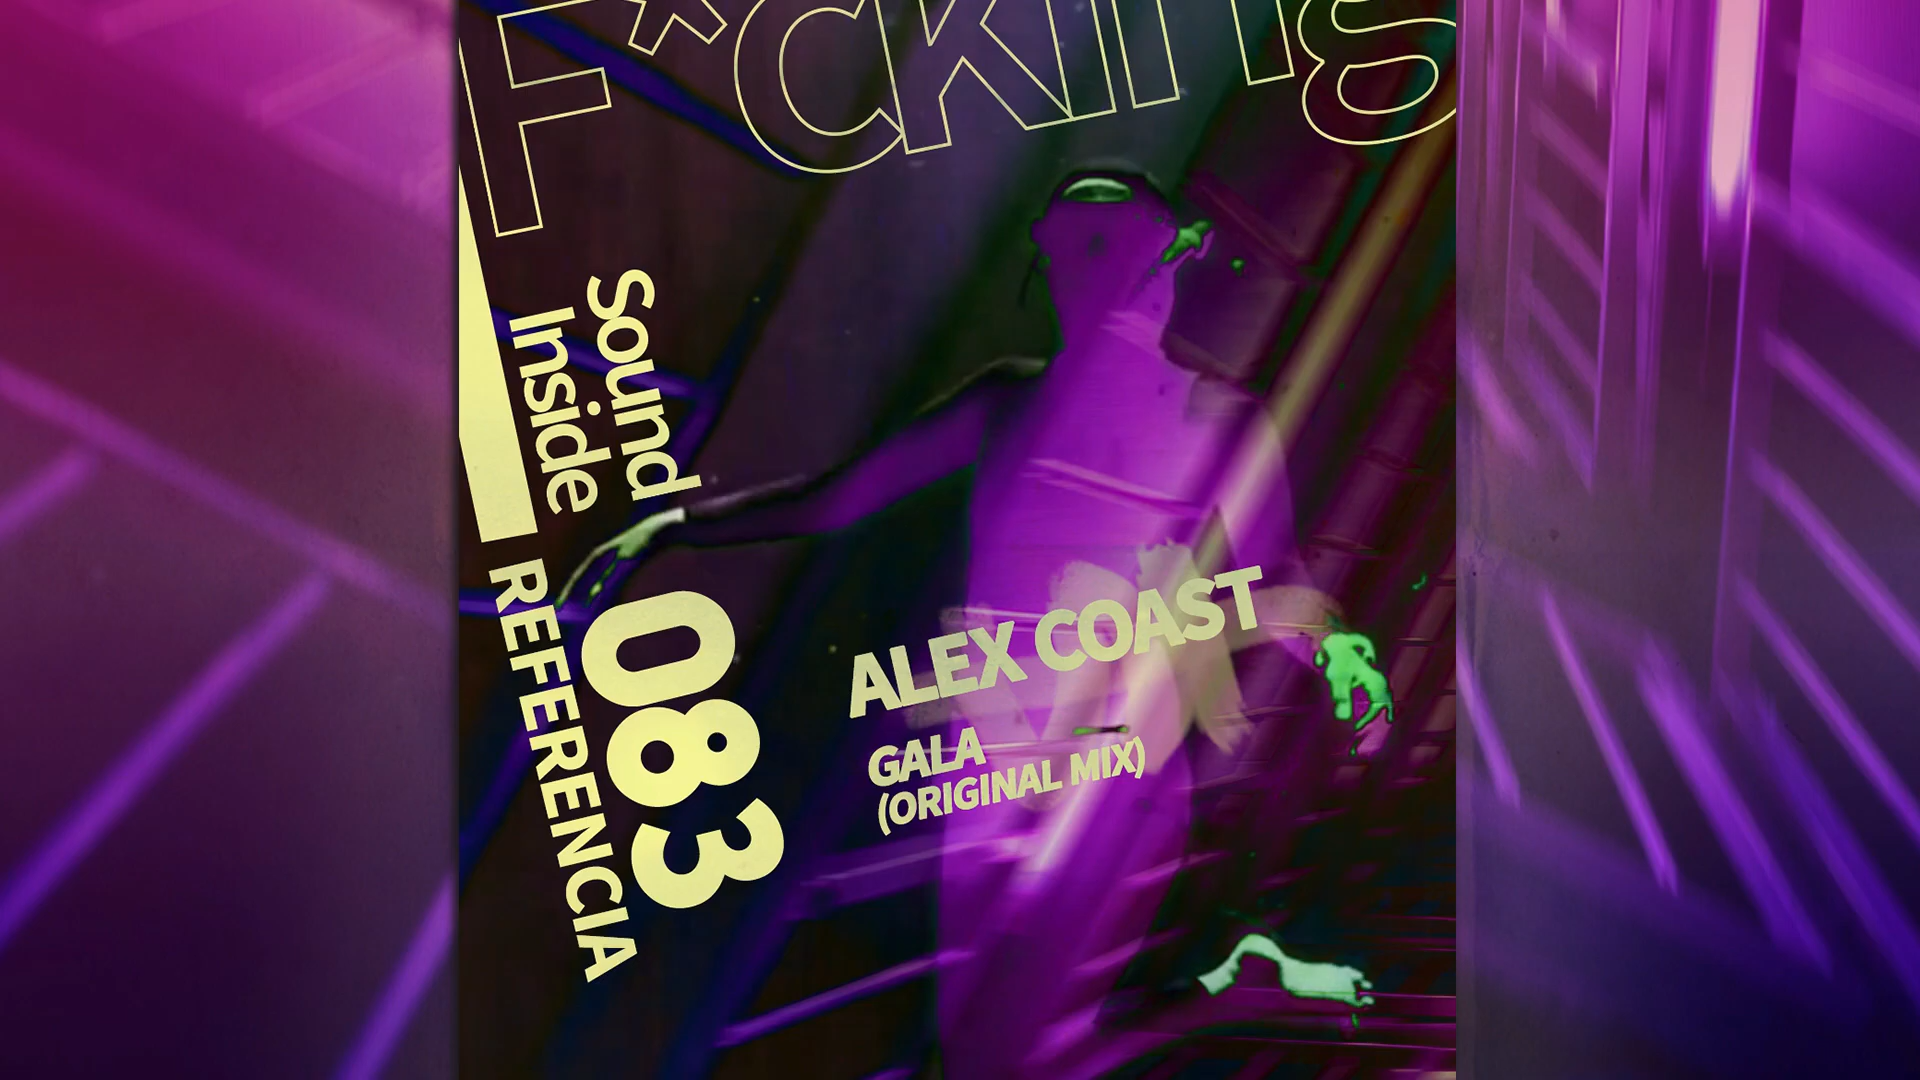 F*cking
Sound
Inside
REFERENCIA
083
ALEX COAST
GALA
(ORIGINAL MIX)